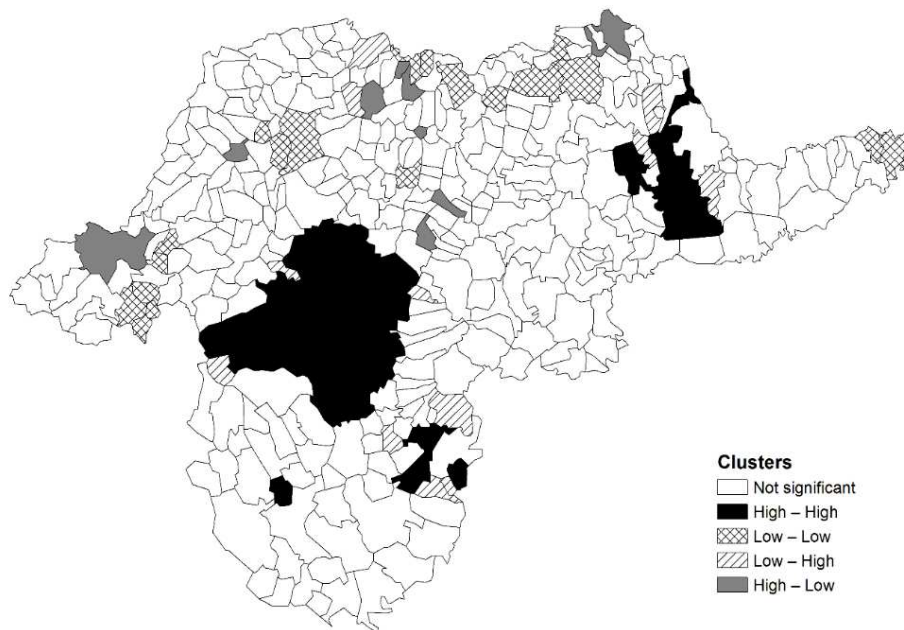 Clusters
Not significant
High – High
Low – Low
Low – High
High – Low